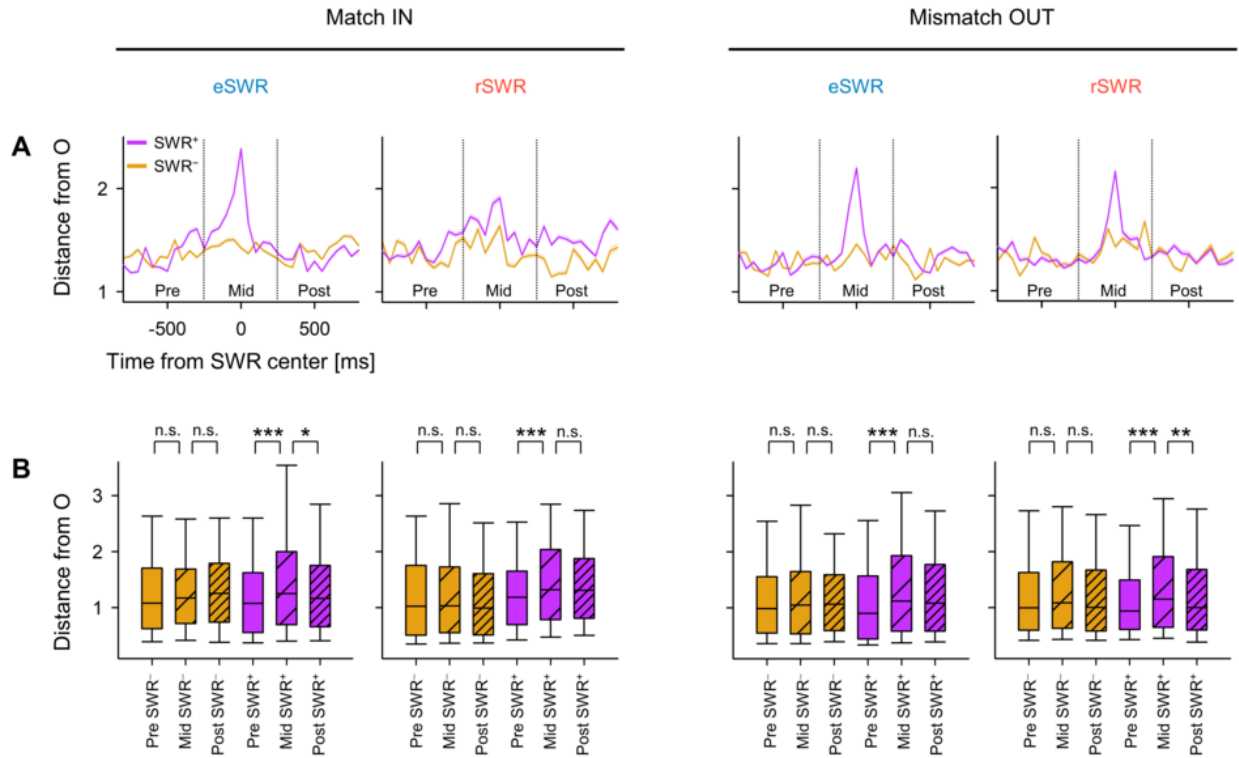 Match IN Mismatch OUT
eSWR rSWR eSWR rSWR
A
SWR⁺
SWR⁻
Distance from O
2
1
Pre Mid Post Pre Mid Post Pre Mid Post Pre Mid Post
-500 0 500
Time from SWR center [ms]
n.s. n.s. *** * n.s. n.s. *** n.s. n.s. n.s. *** n.s. n.s. n.s. *** **
B
Distance from O
3
2
1
Pre SWR⁻ Mid SWR⁻ Post SWR⁻ Pre SWR⁺ Mid SWR⁺ Post SWR⁺ Pre SWR⁻ Mid SWR⁻ Post SWR⁻ Pre SWR⁺ Mid SWR⁺ Post SWR⁺ Pre SWR⁻ Mid SWR⁻ Post SWR⁻ Pre SWR⁺ Mid SWR⁺ Post SWR⁺ Pre SWR⁻ Mid SWR⁻ Post SWR⁻ Pre SWR⁺ Mid SWR⁺ Post SWR⁺